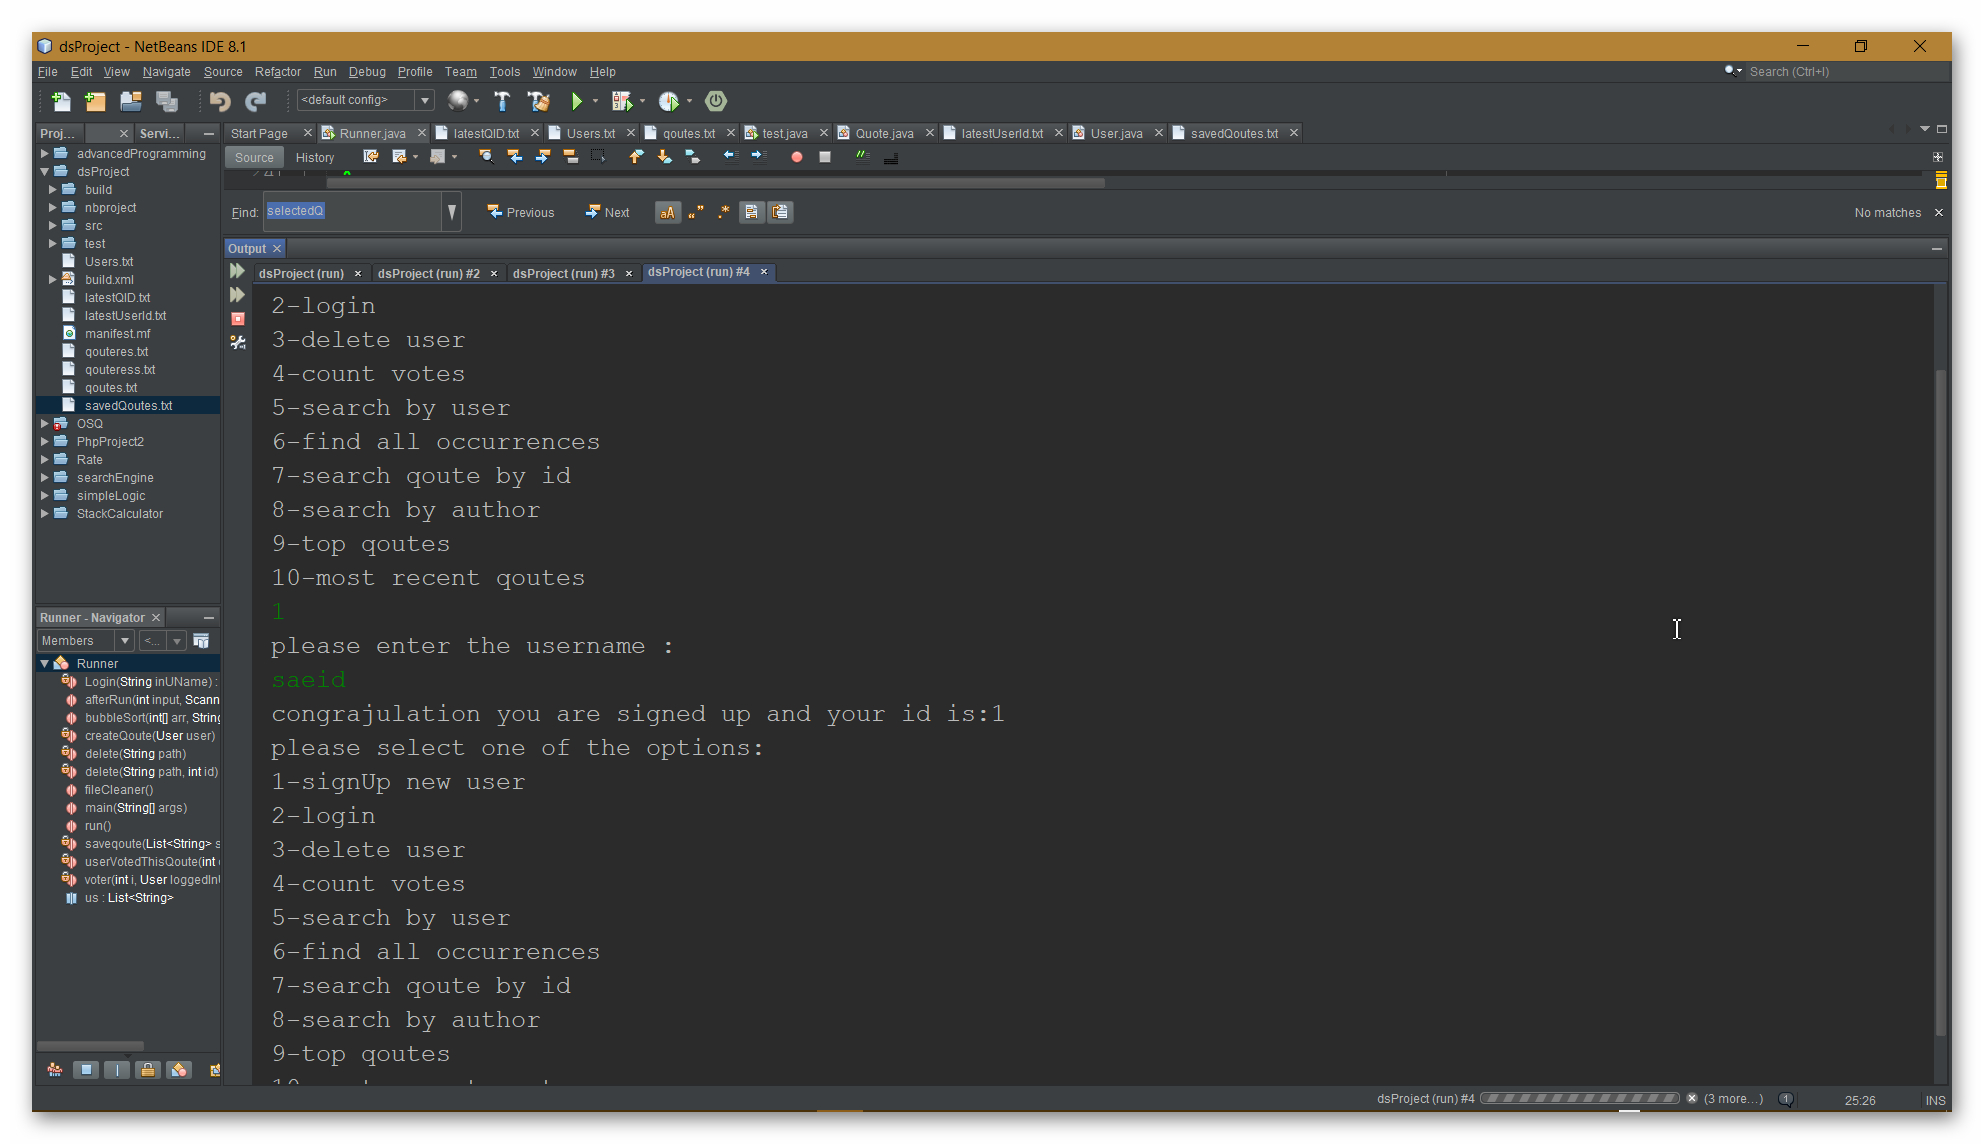 dsProject - NetBeans IDE 8.1
File Edit View Navigate Source Refactor Run Debug Profile Team Tools Window Help
Search (Ctrl+I)
<default config>
Proj... Servi...
Start Page Runner.java latestQID.txt Users.txt qoutes.txt test.java Quote.java latestUserId.txt User.java savedQoutes.txt
Source History
Find: selectedQ Previous Next No matches
advancedProgramming
dsProject
build
nbproject
src
test
Users.txt
build.xml
latestQID.txt
latestUserId.txt
manifest.mf
qouteres.txt
qouteress.txt
qoutes.txt
savedQoutes.txt
OSQ
PhpProject2
Rate
searchEngine
simpleLogic
StackCalculator
Runner - Navigator
Members <...
Runner
Login(String inUName) :
afterRun(int input, Scann
bubbleSort(int[] arr, String
createQoute(User user)
delete(String path)
delete(String path, int id)
fileCleaner()
main(String[] args)
run()
saveqoute(List<String> s
userVotedThisQoute(int
voter(int i, User loggedInU
us : List<String>
Output
dsProject (run) dsProject (run) #2 dsProject (run) #3 dsProject (run) #4
2-login
3-delete user
4-count votes
5-search by user
6-find all occurrences
7-search qoute by id
8-search by author
9-top qoutes
10-most recent qoutes
1
please enter the username :
saeid
congrajulation you are signed up and your id is:1
please select one of the options:
1-signUp new user
2-login
3-delete user
4-count votes
5-search by user
6-find all occurrences
7-search qoute by id
8-search by author
9-top qoutes
dsProject (run) #4 (3 more...) 1 25:26 INS